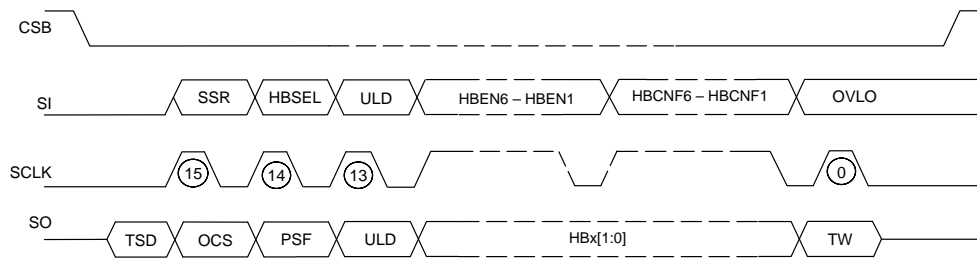 CSB
SI SSR HBSEL ULD HBEN6 – HBEN1 HBCNF6 – HBCNF1 OVLO
SCLK 15 14 13 0
SO TSD OCS PSF ULD HBx[1:0] TW